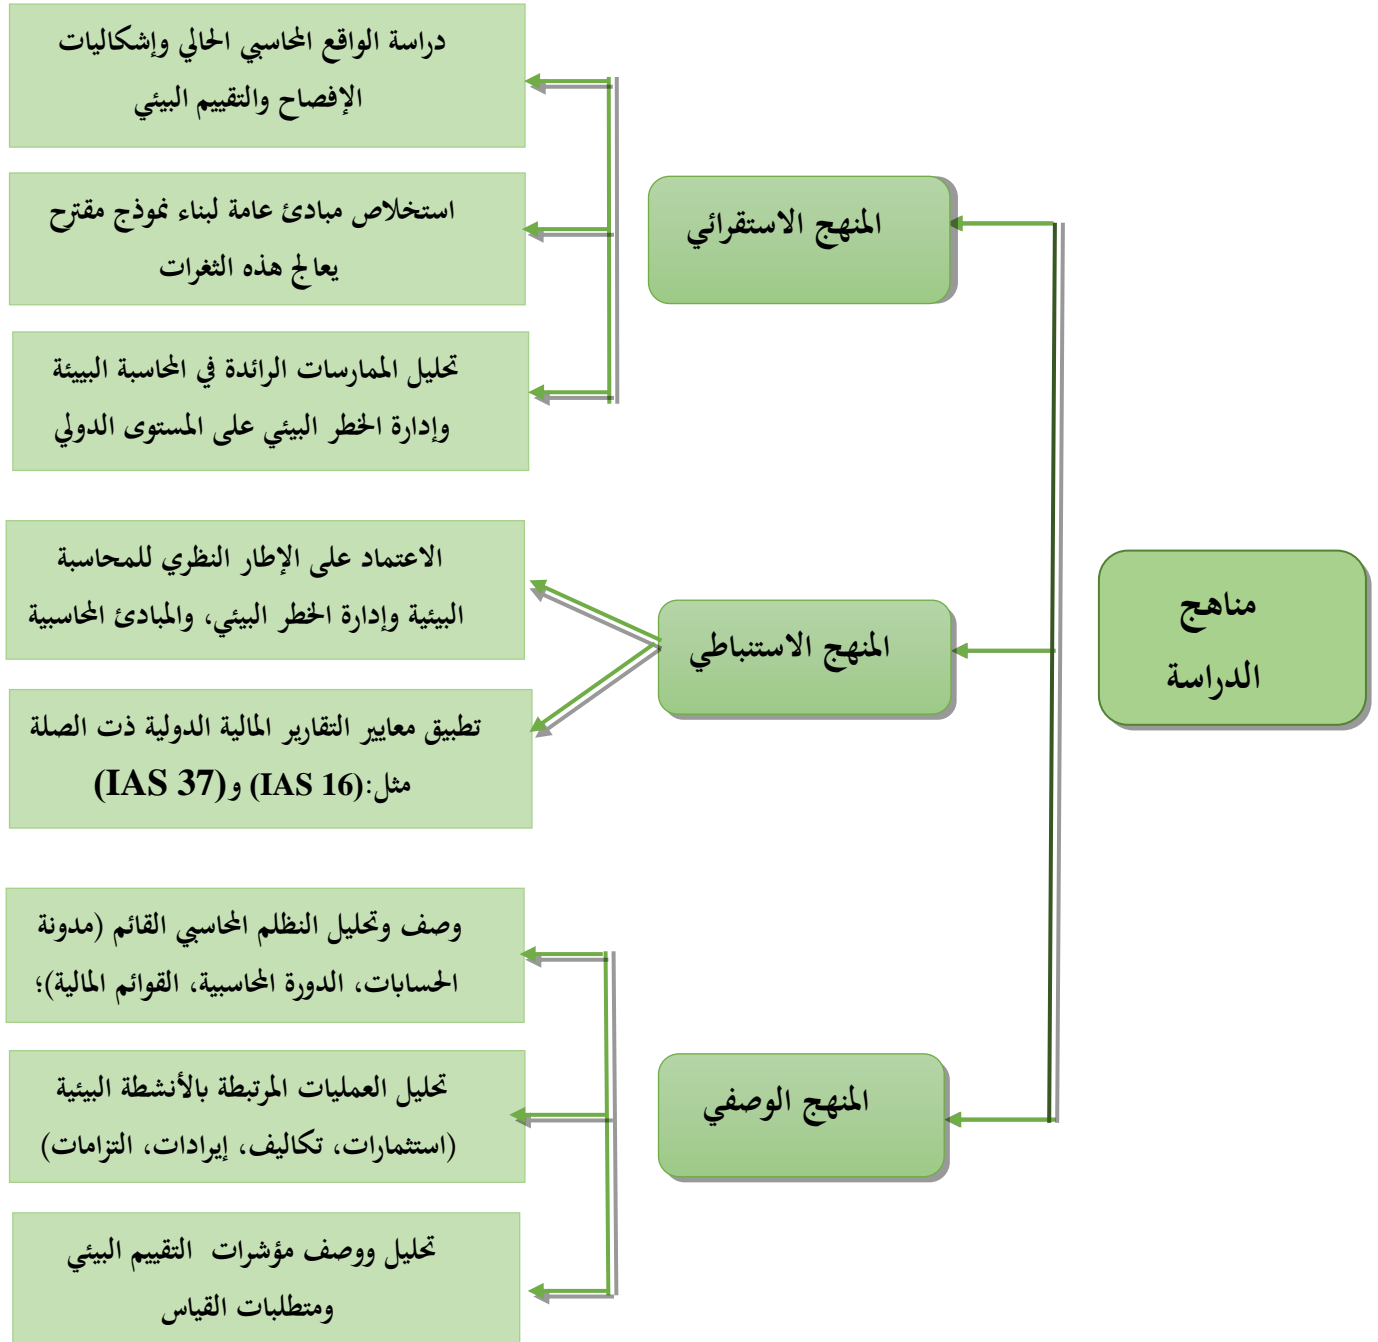 مناهج
الدراسة
المنهج الاستقرائي
دراسة الواقع المحاسبي الحالي وإشكاليات
الإفصاح والتقييم البيئي
استخلاص مبادئ عامة لبناء نموذج مقترح
يعالج هذه الثغرات
تحليل الممارسات الرائدة في المحاسبة البييئة
وإدارة الخطر البيئي على المستوى الدولي
المنهج الاستنباطي
الاعتماد على الإطار النظري للمحاسبة
البيئية وإدارة الخطر البيئي، والمبادئ المحاسبية
تطبيق معايير التقارير المالية الدولية ذت الصلة
مثل:(IAS 16) و(IAS 37)
المنهج الوصفي
وصف وتحليل النظلم المحاسبي القائم (مدونة
الحسابات، الدورة المحاسبية، القوائم المالية)؛
تحليل العمليات المرتبطة بالأنشطة البيئية
(استثمارات، تكاليف، إيرادات، التزامات)
تحليل ووصف مؤشرات التقييم البيئي
ومتطلبات القياس